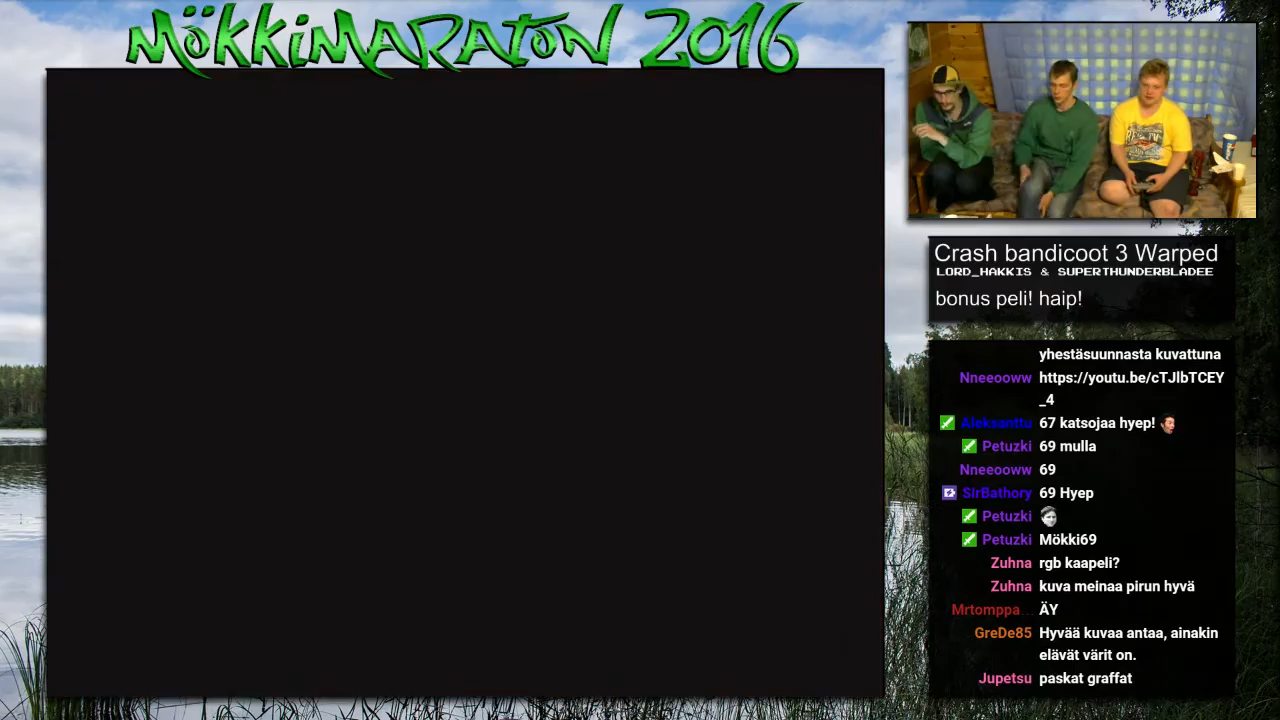 MÖKKIMARATON 2016
Crash bandicoot 3 Warped
LORD_HAKKIS & SUPERTHUNDERBLADEE
bonus peli! haip!
yhestäsuunnasta kuvattuna
Nneeooww https://youtu.be/cTJlbTCEY
_4
Aleksanttu 67 katsojaa hyep!
Petuzki 69 mulla
Nneeooww 69
SirBathory 69 Hyep
Petuzki
Petuzki Mökki69
Zuhna rgb kaapeli?
Zuhna kuva meinaa pirun hyvä
Mrtomppa... ÄY
GreDe85 Hyvää kuvaa antaa, ainakin
elävät värit on.
Jupetsu paskat graffat